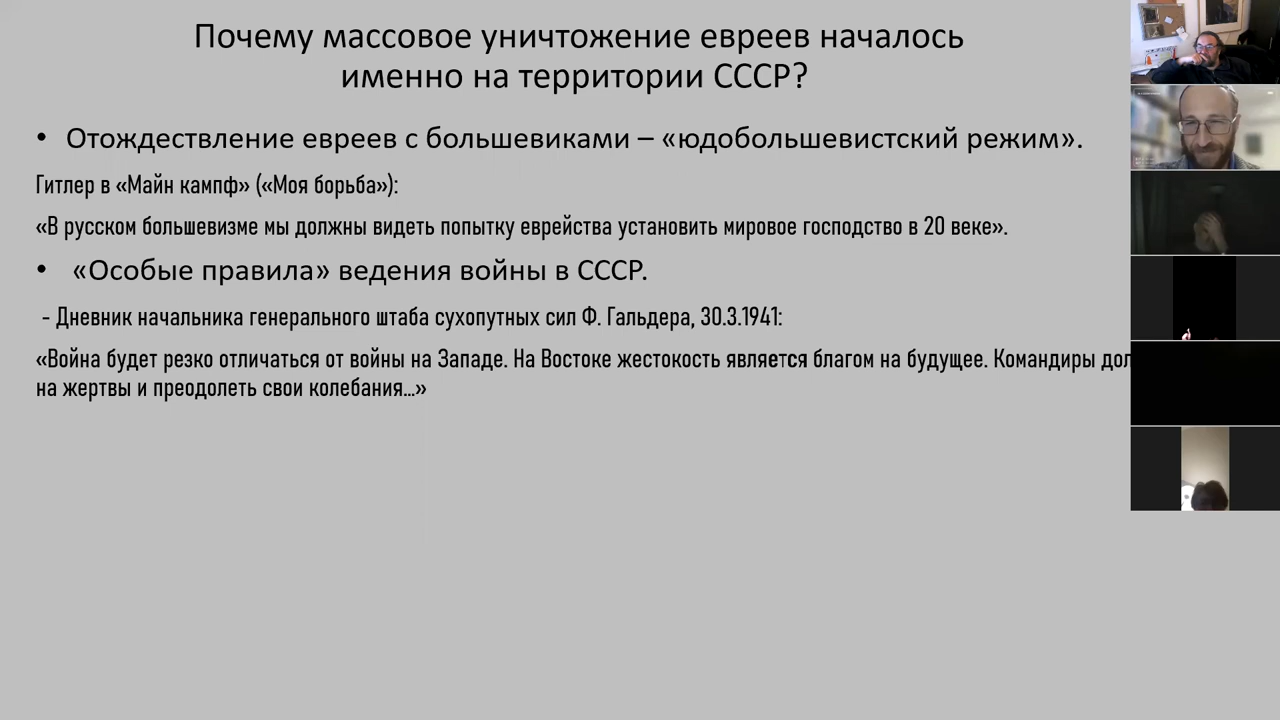 Почему массовое уничтожение евреев началось
именно на территории СССР?
• Отождествление евреев с большевиками – «юдобольшевистский режим».
Гитлер в «Майн кампф» («Моя борьба»):
«В русском большевизме мы должны видеть попытку еврейства установить мировое господство в 20 веке».
• «Особые правила» ведения войны в СССР.
- Дневник начальника генерального штаба сухопутных сил Ф. Гальдера, 30.3.1941:
«Война будет резко отличаться от войны на Западе. На Востоке жестокость является благом на будущее. Командиры дол
на жертвы и преодолеть свои колебания...»